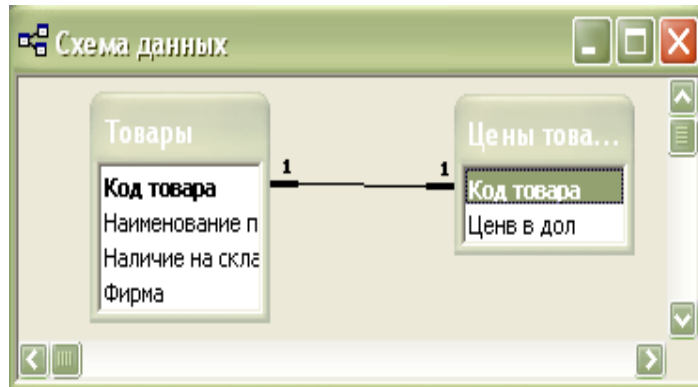 Схема данных
Товары
Код товара
Наименование п
Наличие на скла
Фирма
1
1
Цены това...
Код товара
Ценв в дол